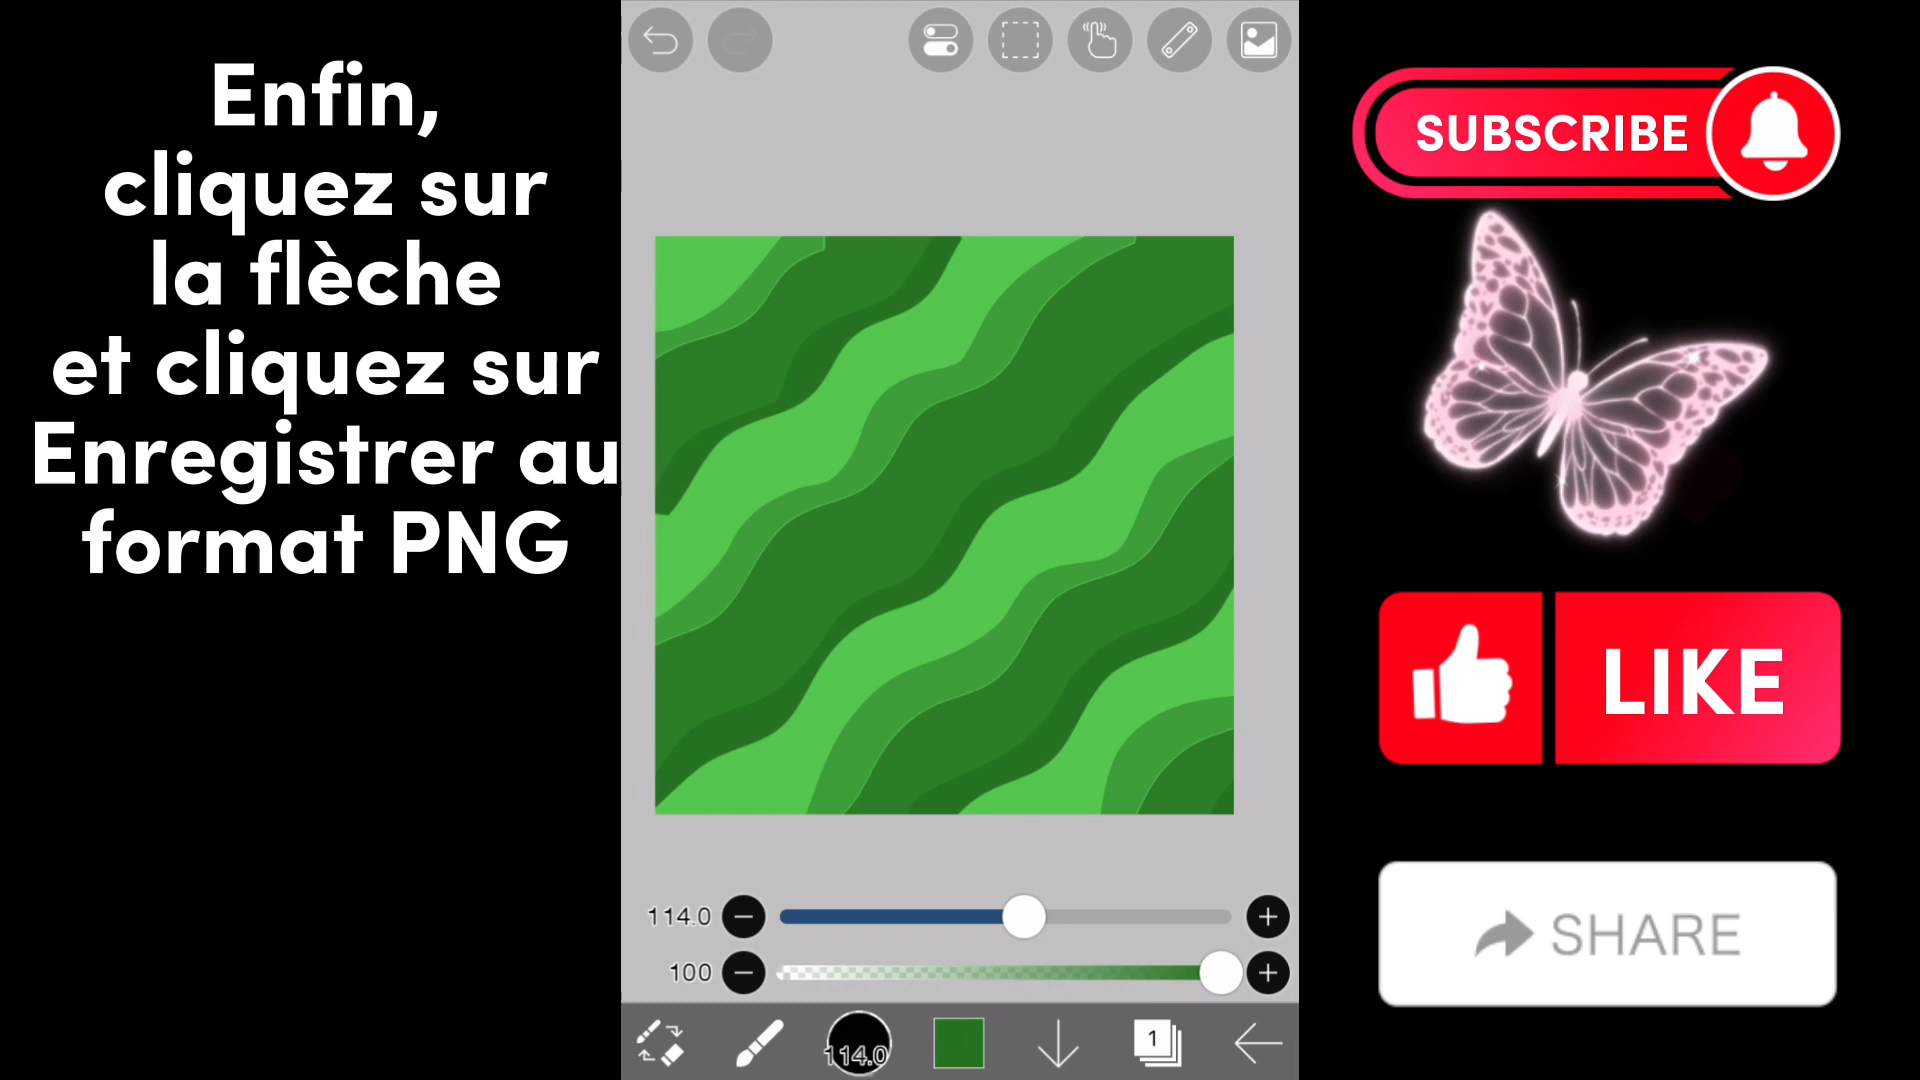 Enfin,
cliquez sur
la flèche
et cliquez sur
Enregistrer au
format PNG
SUBSCRIBE
LIKE
SHARE
114.0
100
114.0
1